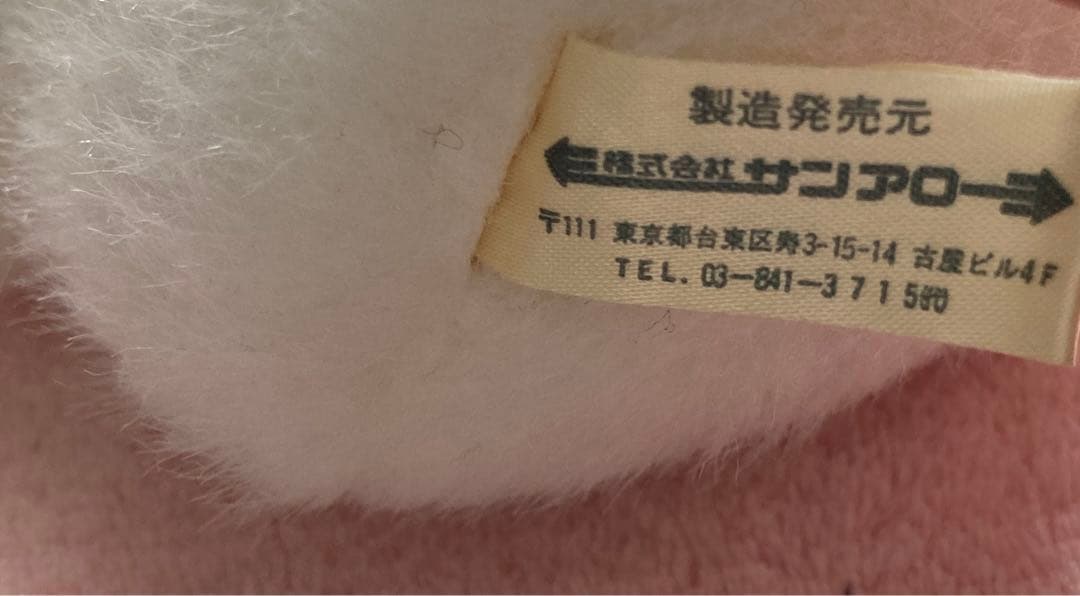 製造発売元
株式会社サンアロー
〒111 東京都台東区寿3-15-14 古屋ビル4F
TEL. 03-841-3715㈹